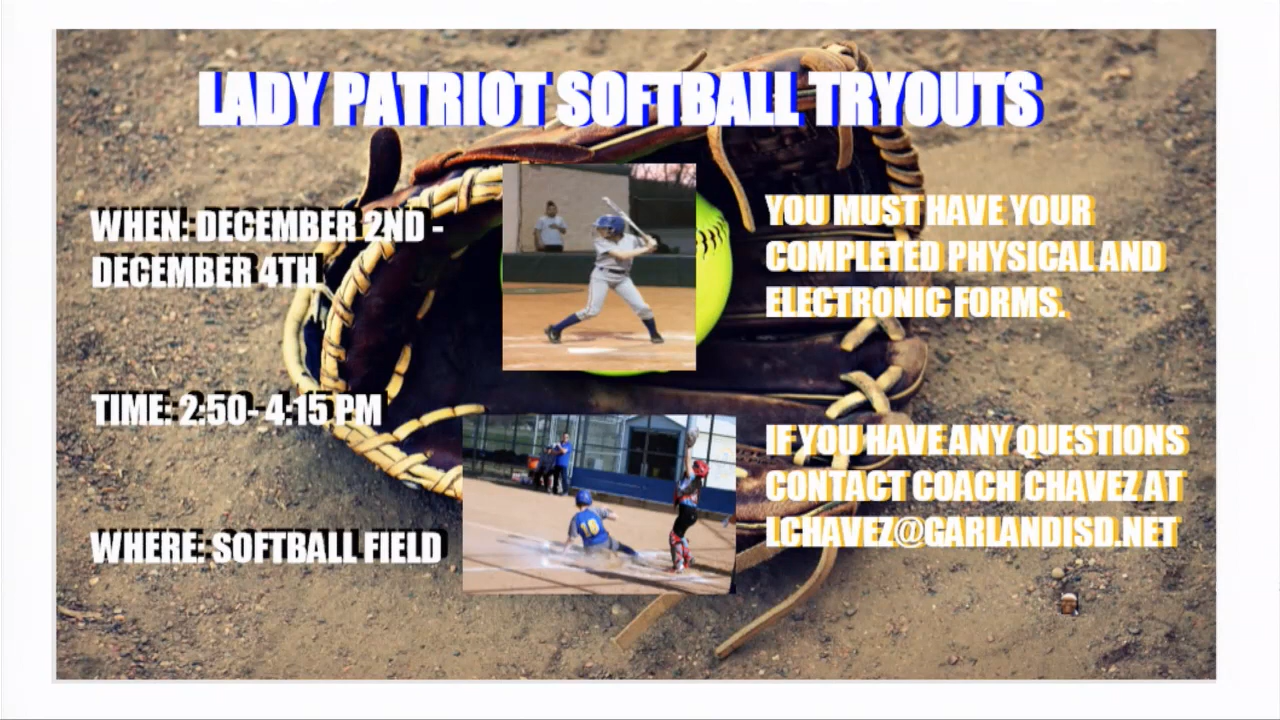 LADY PATRIOT SOFTBALL TRYOUTS
WHEN: DECEMBER 2ND -
DECEMBER 4TH
TIME: 2:50- 4:15 PM
WHERE: SOFTBALL FIELD
YOU MUST HAVE YOUR
COMPLETED PHYSICAL AND
ELECTRONIC FORMS.
IF YOU HAVE ANY QUESTIONS
CONTACT COACH CHAVEZ AT
LCHAVEZ@GARLANDISD.NET